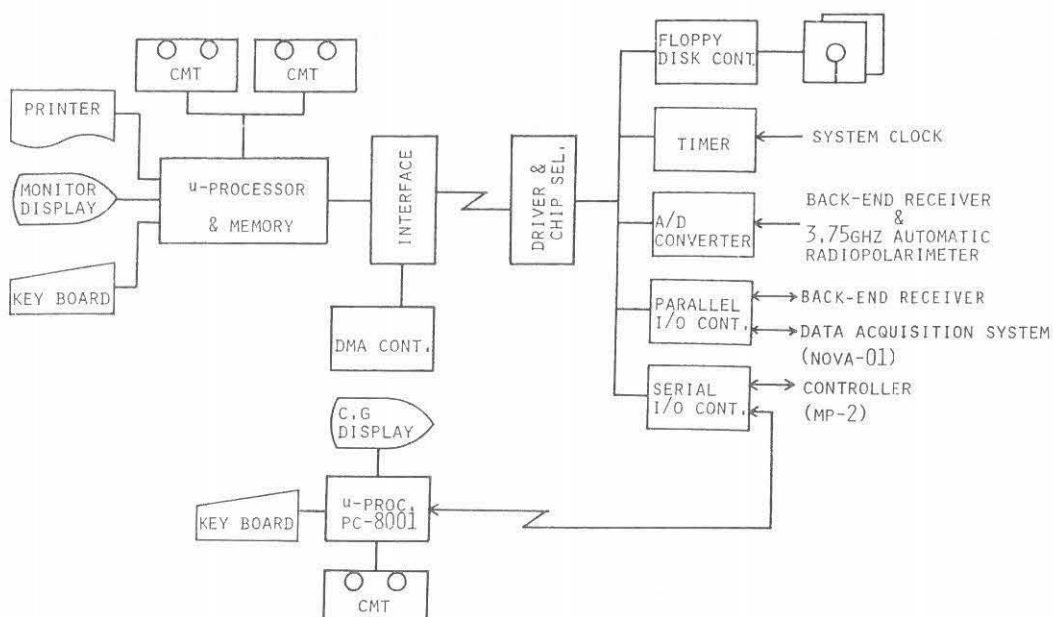 CMT
CMT
PRINTER
MONITOR
DISPLAY
KEY BOARD
u-PROCESSOR
& MEMORY
INTERFACE
DMA CONT.
DRIVER &
CHIP SEL.
FLOPPY
DISK CONT.
TIMER
SYSTEM CLOCK
A/D
CONVERTER
BACK-END RECEIVER
&
3.75GHZ AUTOMATIC
RADIOPOLARIMETER
PARALLEL
I/O CONT.
BACK-END RECEIVER
DATA ACQUISITION SYSTEM
(NOVA-01)
SERIAL
I/O CONT.
CONTROLLER
(MP-2)
C.G
DISPLAY
u-PROC.
PC-8001
KEY BOARD
CMT